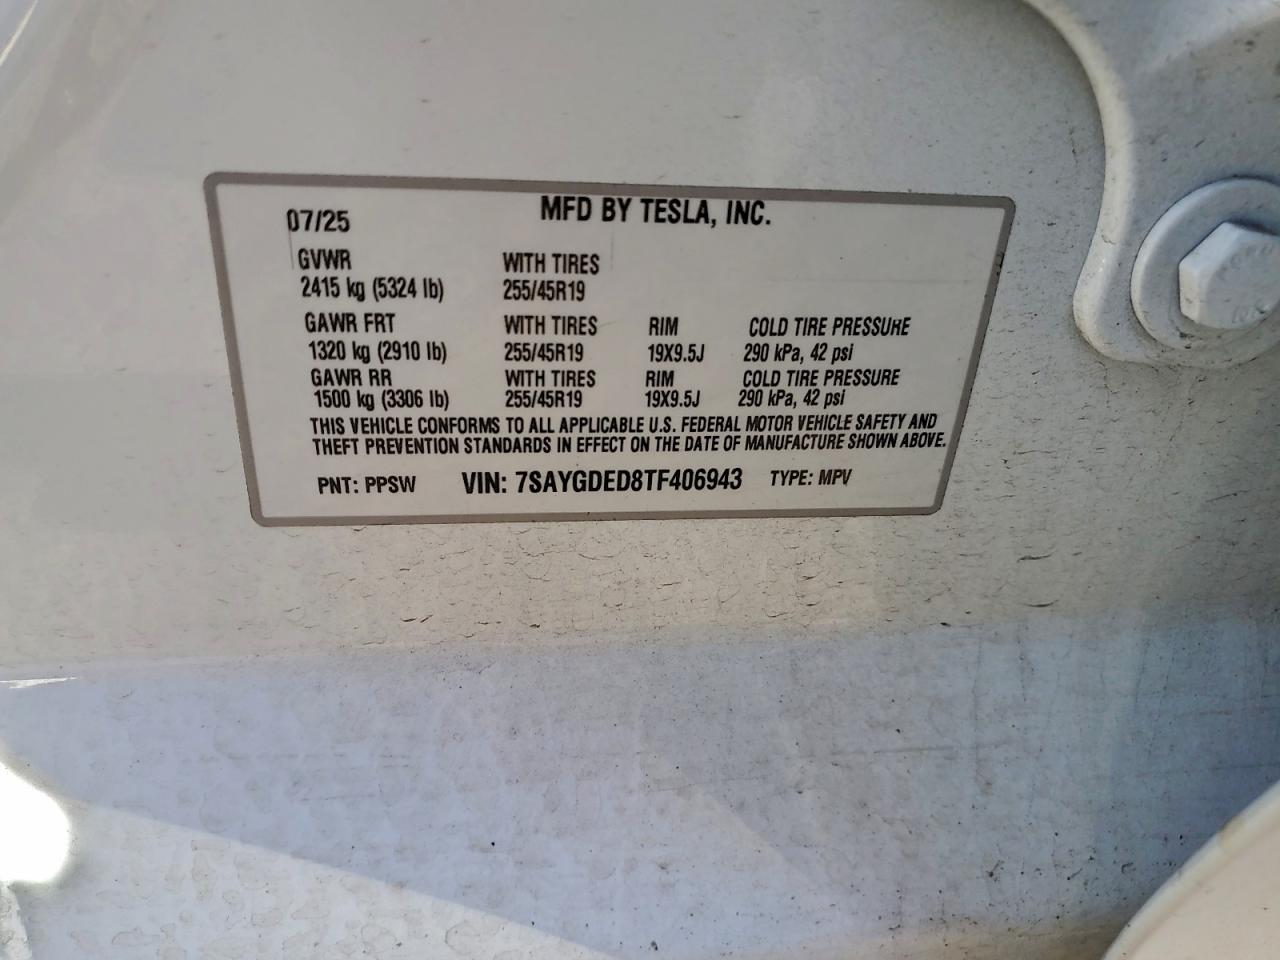 MFD BY TESLA, INC.
07/25
GVWR WITH TIRES
2415 kg (5324 lb) 255/45R19
GAWR FRT WITH TIRES RIM COLD TIRE PRESSURE
1320 kg (2910 lb) 255/45R19 19X9.5J 290 kPa, 42 psi
GAWR RR WITH TIRES RIM COLD TIRE PRESSURE
1500 kg (3306 lb) 255/45R19 19X9.5J 290 kPa, 42 psi
THIS VEHICLE CONFORMS TO ALL APPLICABLE U.S. FEDERAL MOTOR VEHICLE SAFETY AND
THEFT PREVENTION STANDARDS IN EFFECT ON THE DATE OF MANUFACTURE SHOWN ABOVE.
PNT: PPSW VIN: 7SAYGDED8TF406943 TYPE: MPV